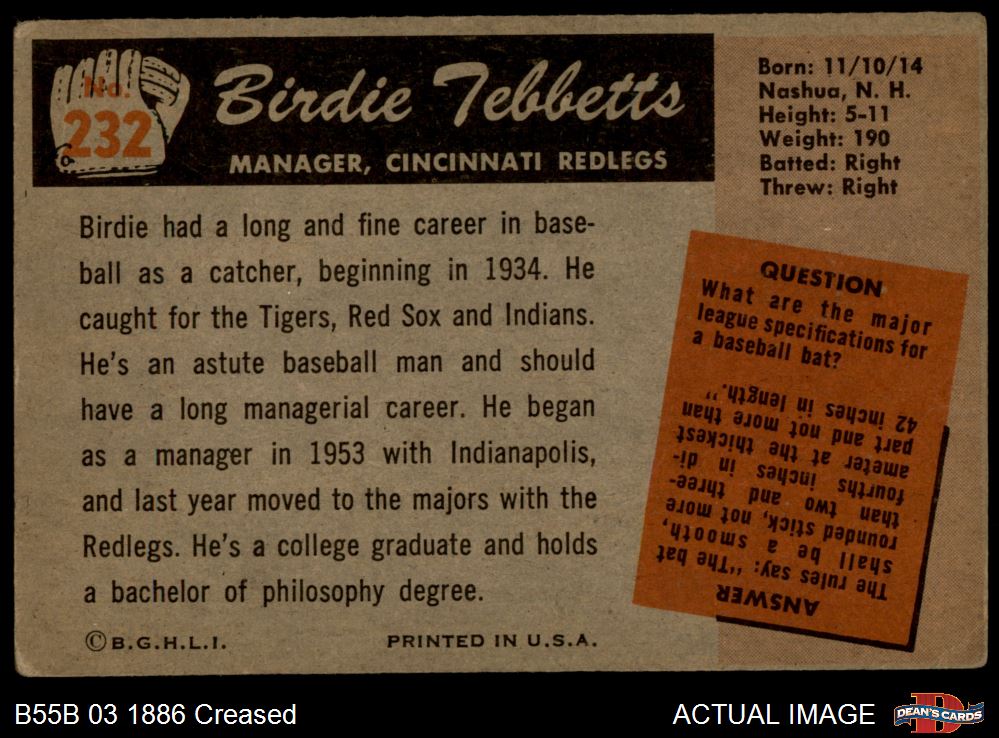 No.
232
Birdie Tebbetts
MANAGER, CINCINNATI REDLEGS
Born: 11/10/14
Nashua, N. H.
Height: 5-11
Weight: 190
Batted: Right
Threw: Right
Birdie had a long and fine career in base-
ball as a catcher, beginning in 1934. He
caught for the Tigers, Red Sox and Indians.
He's an astute baseball man and should
have a long managerial career. He began
as a manager in 1953 with Indianapolis,
and last year moved to the majors with the
Redlegs. He's a college graduate and holds
a bachelor of philosophy degree.
© B.G.H.L.I.
PRINTED IN U.S.A.
QUESTION
What are the major
league specifications for
a baseball bat?
ANSWER
The rules say: "The bat
shall be a smooth,
rounded stick, not more
than two and three-
fourths inches in di-
ameter at the thickest
part and not more than
42 inches in length."
B55B 03 1886 Creased
ACTUAL IMAGE
D
DEAN'S CARDS